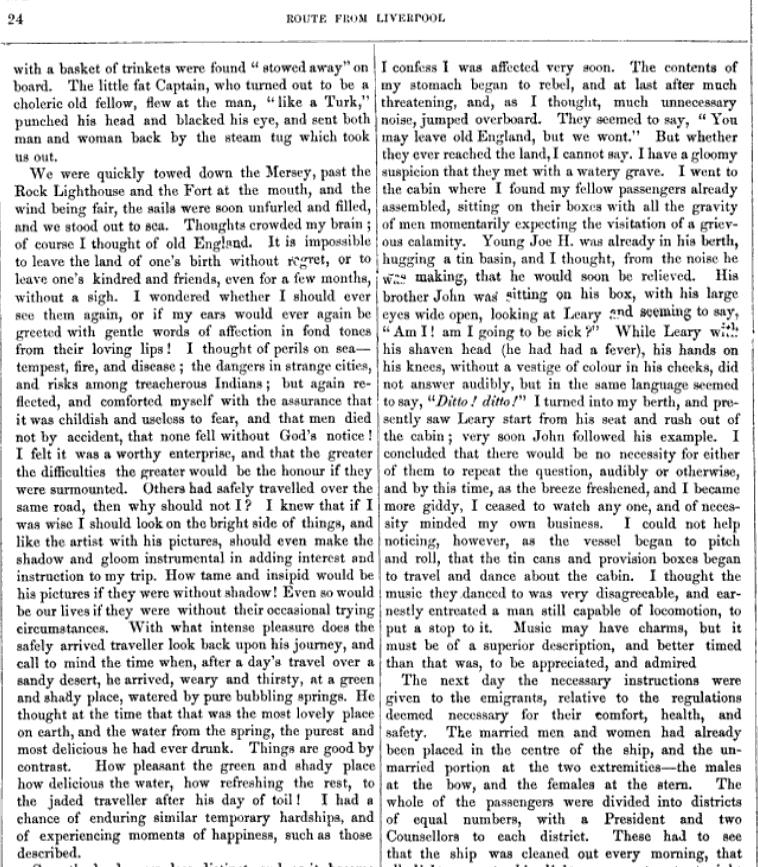 24
ROUTE FROM LIVERPOOL
with a basket of trinkets were found “ stowed away” on
board. The little fat Captain, who turned out to be a
choleric old fellow, flew at the man, “like a Turk,”
punched his head and blacked his eye, and sent both
man and woman back by the steam tug which took
us out.
We were quickly towed down the Mersey, past the
Rock Lighthouse and the Fort at the mouth, and the
wind being fair, the sails were soon unfurled and filled,
and we stood out to sea. Thoughts crowded my brain ;
of course I thought of old England. It is impossible
to leave the land of one's birth without regret, or to
leave one's kindred and friends, even for a few months,
without a sigh. I wondered whether I should ever
see them again, or if my ears would ever again be
greeted with gentle words of affection in fond tones
from their loving lips! I thought of perils on sea—
tempest, fire, and disease ; the dangers in strange cities,
and risks among treacherous Indians ; but again re-
flected, and comforted myself with the assurance that
it was childish and useless to fear, and that men died
not by accident, that none fell without God's notice !
I felt it was a worthy enterprise, and that the greater
the difficulties the greater would be the honour if they
were surmounted. Others had safely travelled over the
same road, then why should not I? I knew that if I
was wise I should look on the bright side of things, and
like the artist with his pictures, should even make the
shadow and gloom instrumental in adding interest and
instruction to my trip. How tame and insipid would be
his pictures if they were without shadow! Even so would
be our lives if they were without their occasional trying
circumstances. With what intense pleasure does the
safely arrived traveller look back upon his journey, and
call to mind the time when, after a day's travel over a
sandy desert, he arrived, weary and thirsty, at a green
and shady place, watered by pure bubbling springs. He
thought at the time that that was the most lovely place
on earth, and the water from the spring, the purest and
most delicious he had ever drunk. Things are good by
contrast. How pleasant the green and shady place
how delicious the water, how refreshing the rest, to
the jaded traveller after his day of toil! I had a
chance of enduring similar temporary hardships, and
of experiencing moments of happiness, such as those
described.
I confess I was affected very soon. The contents of
my stomach began to rebel, and at last after much
threatening, and, as I thought, much unnecessary
noise, jumped overboard. They seemed to say, “ You
may leave old England, but we wont.” But whether
they ever reached the land, I cannot say. I have a gloomy
suspicion that they met with a watery grave. I went to
the cabin where I found my fellow passengers already
assembled, sitting on their boxes with all the gravity
of men momentarily expecting the visitation of a griev-
ous calamity. Young Joe H. was already in his berth,
hugging a tin basin, and I thought, from the noise he
was making, that he would soon be relieved. His
brother John was sitting on his box, with his large
eyes wide open, looking at Leary and seeming to say,
“Am I! am I going to be sick?” While Leary with
his shaven head (he had had a fever), his hands on
his knees, without a vestige of colour in his cheeks, did
not answer audibly, but in the same language seemed
to say, “Ditto! ditto!” I turned into my berth, and pre-
sently saw Leary start from his seat and rush out of
the cabin ; very soon John followed his example. I
concluded that there would be no necessity for either
of them to repeat the question, audibly or otherwise,
and by this time, as the breeze freshened, and I became
more giddy, I ceased to watch any one, and of neces-
sity minded my own business. I could not help
noticing, however, as the vessel began to pitch
and roll, that the tin cans and provision boxes began
to travel and dance about the cabin. I thought the
music they danced to was very disagreeable, and ear-
nestly entreated a man still capable of locomotion, to
put a stop to it. Music may have charms, but it
must be of a superior description, and better timed
than that was, to be appreciated, and admired
The next day the necessary instructions were
given to the emigrants, relative to the regulations
deemed necessary for their comfort, health, and
safety. The married men and women had already
been placed in the centre of the ship, and the un-
married portion at the two extremities—the males
at the bow, and the females at the stern. The
whole of the passengers were divided into districts
of equal numbers, with a President and two
Counsellors to each district. These had to see
that the ship was cleaned out every morning, that